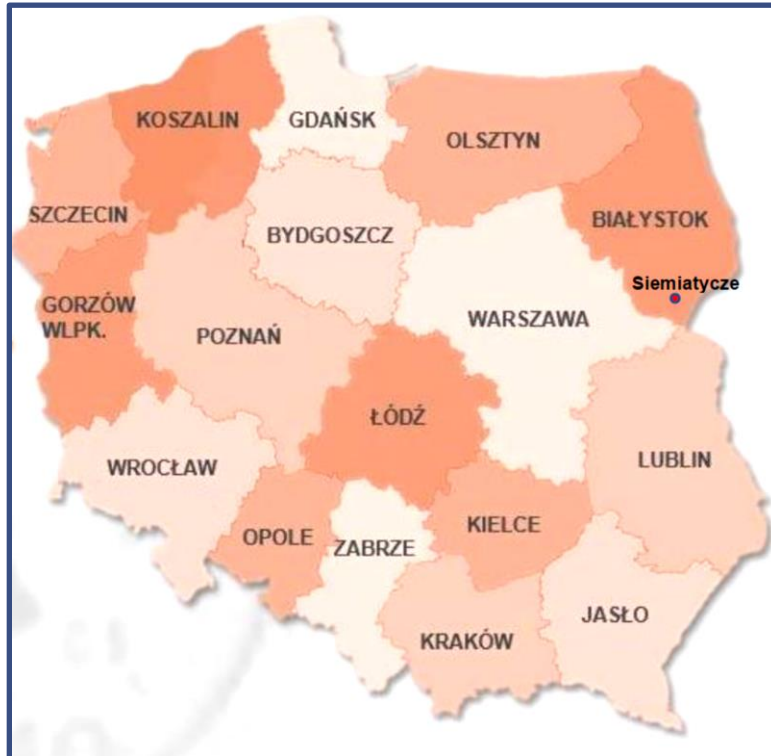 KOSZALIN
GDAŃSK
OLSZTYN
SZCZECIN
BYDGOSZCZ
BIAŁYSTOK
Siemiatycze
GORZÓW
WLPK.
POZNAŃ
WARSZAWA
ŁÓDŹ
WROCŁAW
LUBLIN
OPOLE
ZABRZE
KIELCE
KRAKÓW
JASŁO